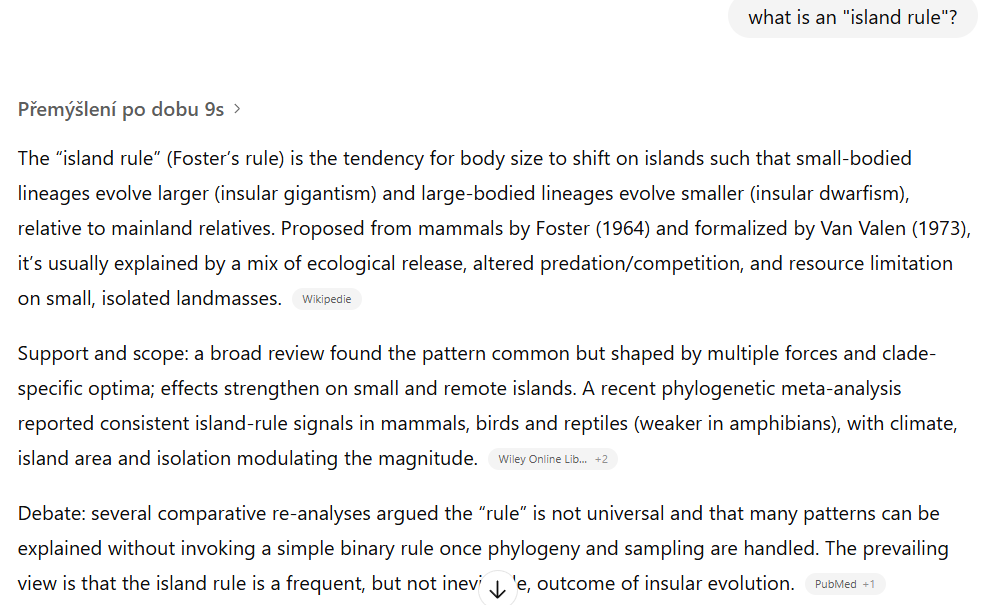 what is an "island rule"?
Přemýšlení po dobu 9s
The “island rule” (Foster’s rule) is the tendency for body size to shift on islands such that small-bodied
lineages evolve larger (insular gigantism) and large-bodied lineages evolve smaller (insular dwarfism),
relative to mainland relatives. Proposed from mammals by Foster (1964) and formalized by Van Valen (1973),
it’s usually explained by a mix of ecological release, altered predation/competition, and resource limitation
on small, isolated landmasses. Wikipedie
Support and scope: a broad review found the pattern common but shaped by multiple forces and clade-
specific optima; effects strengthen on small and remote islands. A recent phylogenetic meta-analysis
reported consistent island-rule signals in mammals, birds and reptiles (weaker in amphibians), with climate,
island area and isolation modulating the magnitude. Wiley Online Lib... +2
Debate: several comparative re-analyses argued the “rule” is not universal and that many patterns can be
explained without invoking a simple binary rule once phylogeny and sampling are handled. The prevailing
view is that the island rule is a frequent, but not outcome of insular evolution. PubMed +1